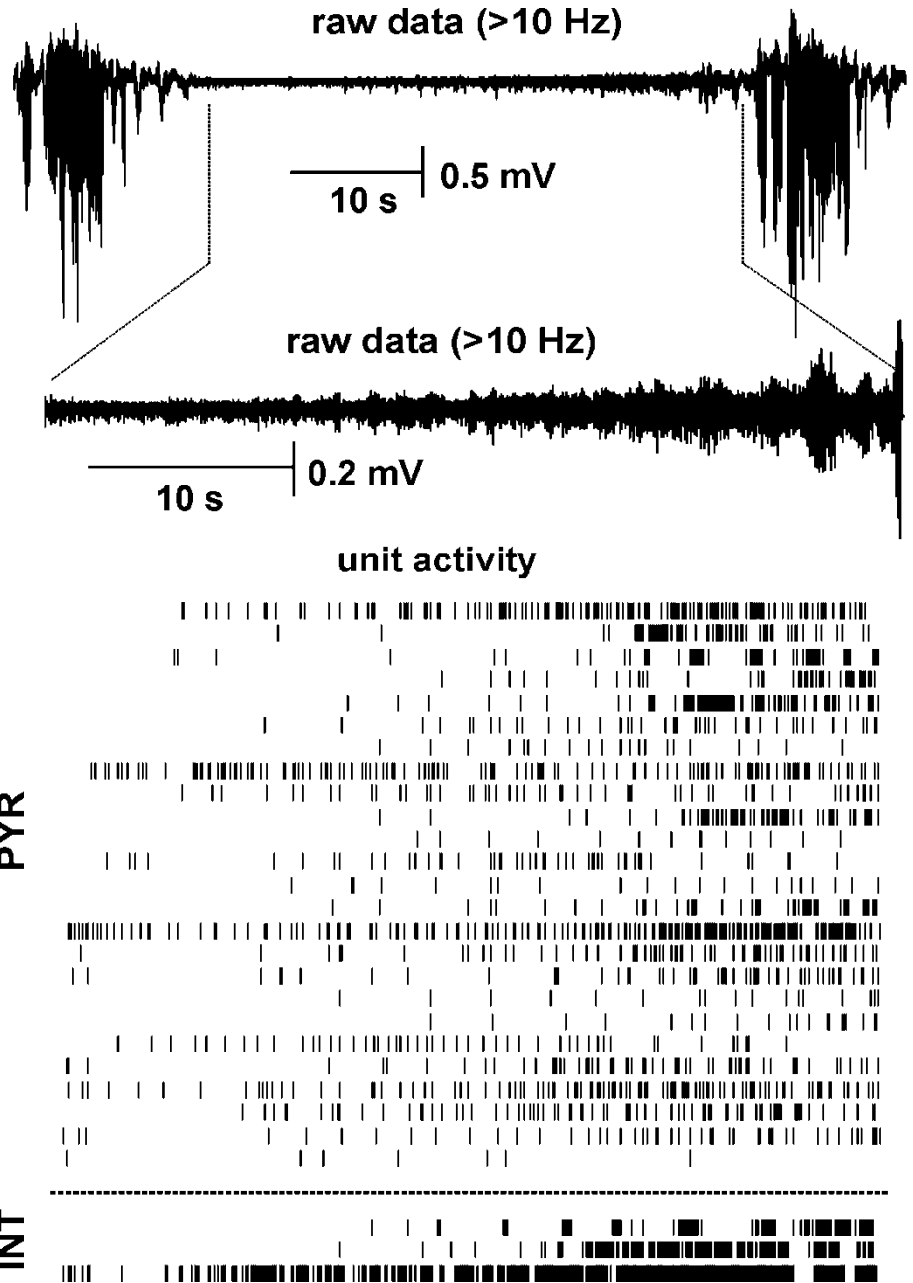 raw data (>10 Hz)
0.5 mV
10 s
raw data (>10 Hz)
0.2 mV
10 s
unit activity
PYR
INT